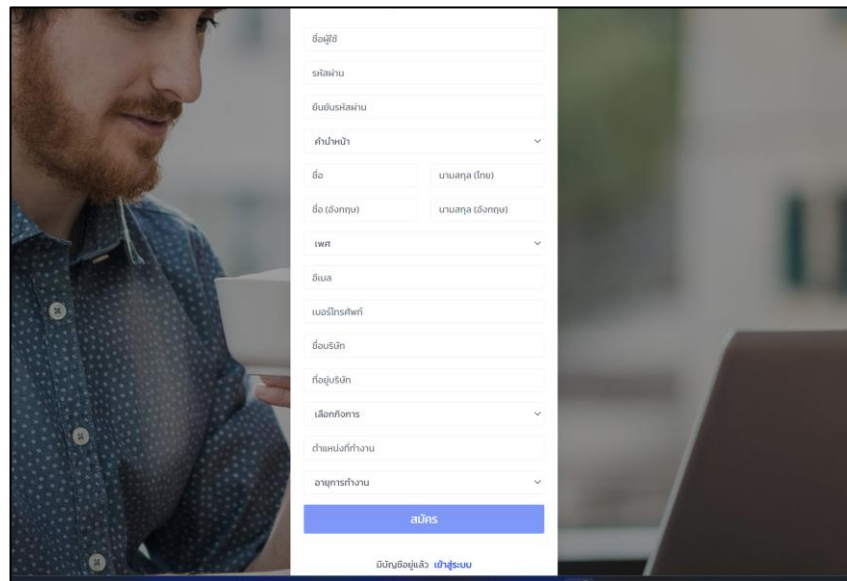 ชื่อผู้ใช้
รหัสผ่าน
ยืนยันรหัสผ่าน
คำนำหน้า
ชื่อ นามสกุล (ไทย)
ชื่อ (อังกฤษ) นามสกุล (อังกฤษ)
เพศ
อีเมล
เบอร์โทรศัพท์
ชื่อบริษัท
ที่อยู่บริษัท
เลือกกิจการ
ตำแหน่งที่ทำงาน
อายุการทำงาน
สมัคร
มีบัญชีอยู่แล้ว เข้าสู่ระบบ